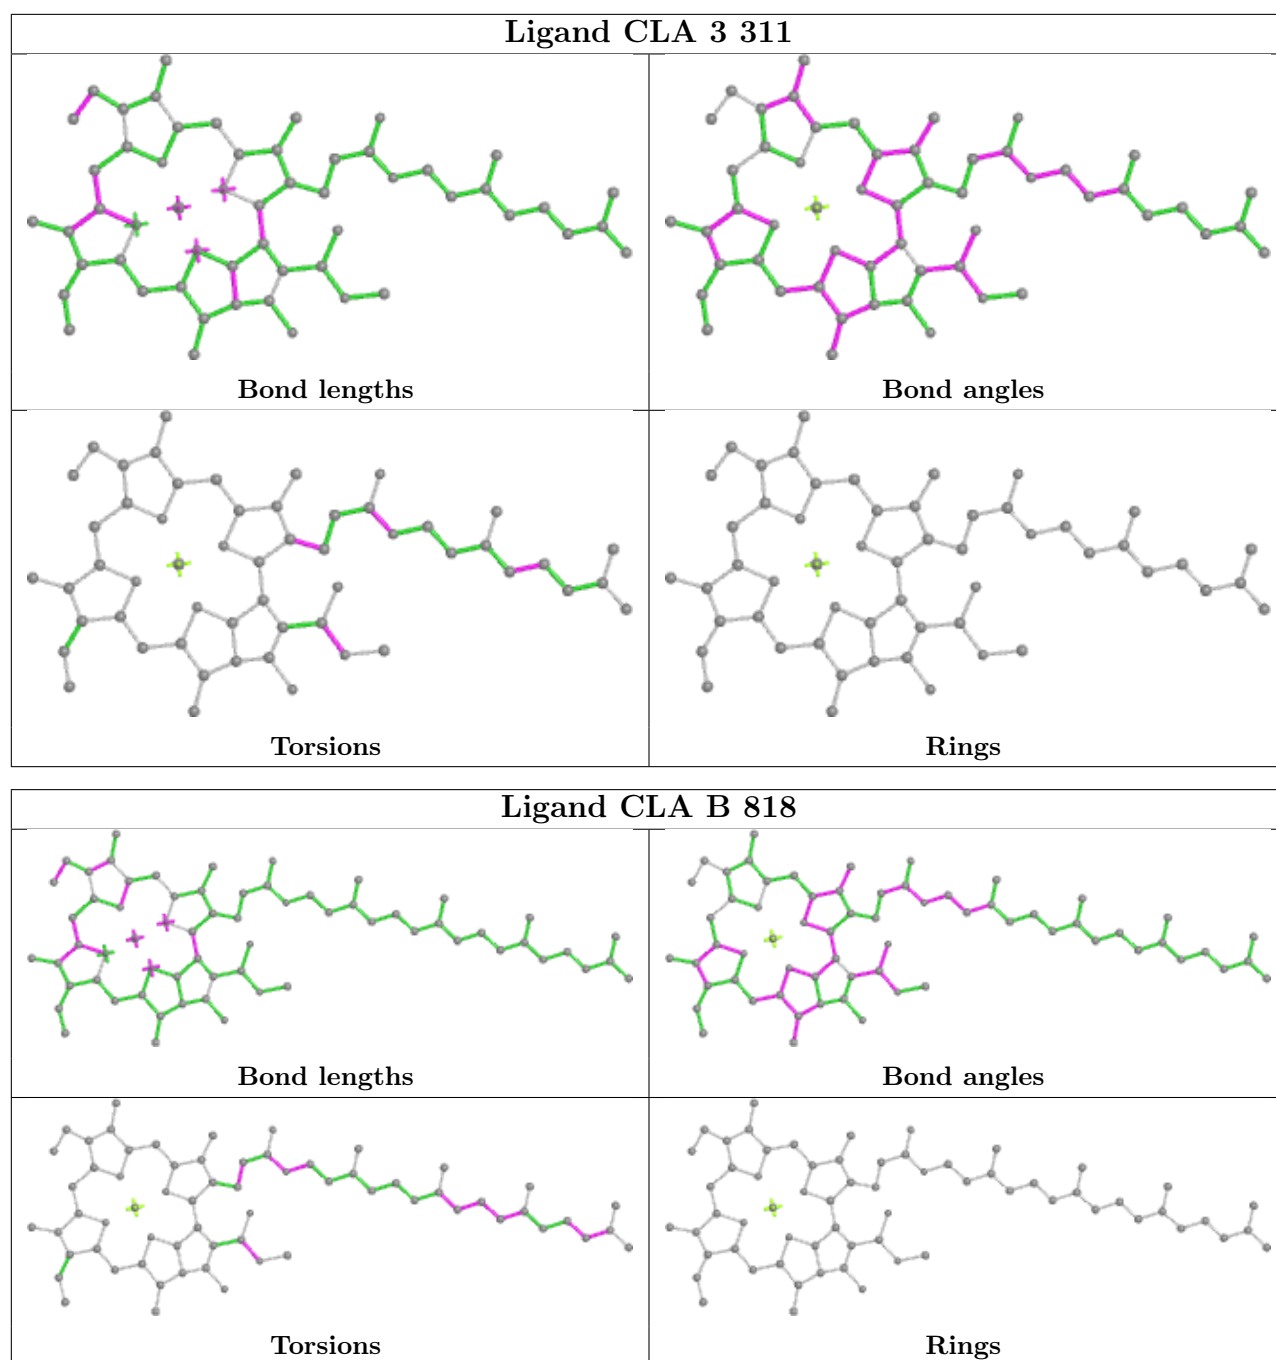 Ligand CLA 3 311
Bond lengths
Bond angles
Torsions
Rings
Ligand CLA B 818
Bond lengths
Bond angles
Torsions
Rings